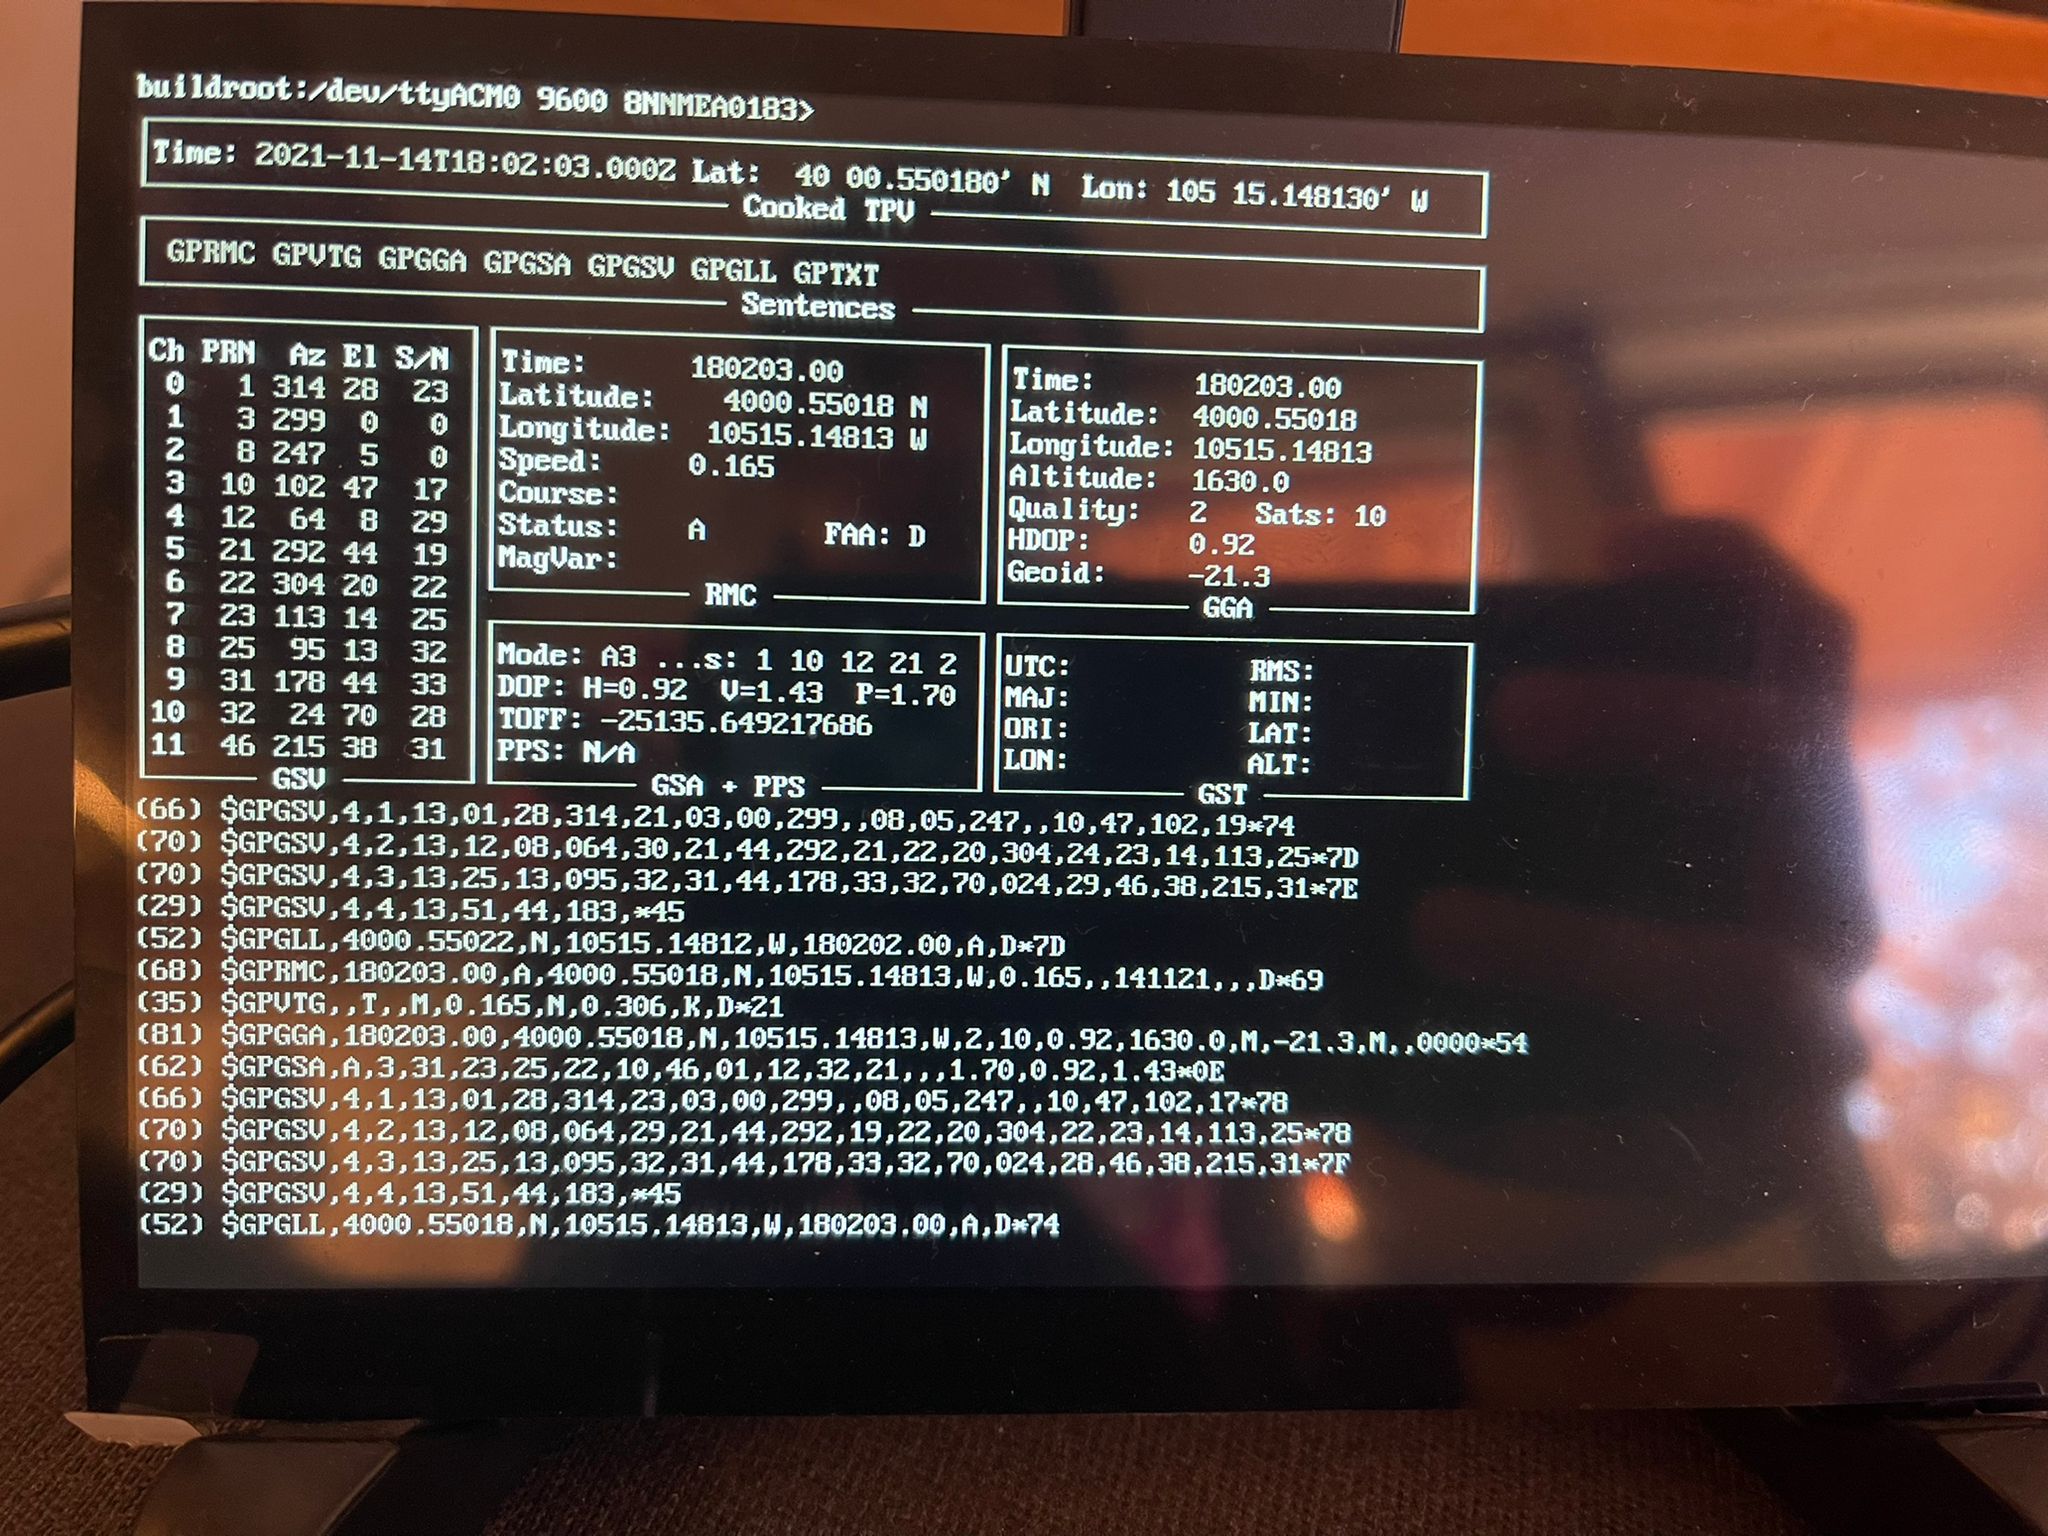 buildroot:/dev/ttyACM0 9600 8NNMEA0183>
Time: 2021-11-14T18:02:03.000Z Lat:  40 00.550180' N  Lon: 105 15.148130' W
Cooked TPV
GPRMC GPVTG GPGGA GPGSA GPGSV GPGLL GPTXT
Sentences
Ch PRN  Az El S/N
0  1 314 28 23
1  3 299 0 0
2  8 247 5 0
3  10 102 47 17
4  12 64 8 29
5  21 292 44 19
6  22 304 20 22
7  23 113 14 25
8  25 95 13 32
9  31 178 44 33
10  32 24 70 28
11  46 215 38 31
GSV
Time: 180203.00
Latitude: 4000.55018 N
Longitude: 10515.14813 W
Speed: 0.165
Course:
Status: A FAA: D
MagVar:
RMC
Time: 180203.00
Latitude: 4000.55018
Longitude: 10515.14813
Altitude: 1630.0
Quality: 2 Sats: 10
HDOP: 0.92
Geoid: -21.3
GGA
Mode: A3 ...s: 1 10 12 21 2
DOP: H=0.92 V=1.43 P=1.70
TOFF: -25135.649217686
PPS: N/A
GSA + PPS
UTC: RMS:
MAJ: MIN:
ORI: LAT:
LON: ALT:
GST
(66) $GPGSV,4,1,13,01,28,314,21,03,00,299,,08,05,247,,10,47,102,19*74
(70) $GPGSV,4,2,13,12,08,064,30,21,44,292,21,22,20,304,24,23,14,113,25*7D
(70) $GPGSV,4,3,13,25,13,095,32,31,44,178,33,32,70,024,29,46,38,215,31*7E
(29) $GPGSV,4,4,13,51,44,183,*45
(52) $GPGLL,4000.55022,N,10515.14812,W,180202.00,A,D*7D
(68) $GPRMC,180203.00,A,4000.55018,N,10515.14813,W,0.165,,141121,,,D*69
(35) $GPVTG,,T,,M,0.165,N,0.306,K,D*21
(81) $GPGGA,180203.00,4000.55018,N,10515.14813,W,2,10,0.92,1630.0,M,-21.3,M,,0000*54
(62) $GPGSA,A,3,31,23,25,22,10,46,01,12,32,21,,,1.70,0.92,1.43*0E
(66) $GPGSV,4,1,13,01,28,314,23,03,00,299,,08,05,247,,10,47,102,17*78
(70) $GPGSV,4,2,13,12,08,064,29,21,44,292,19,22,20,304,22,23,14,113,25*78
(70) $GPGSV,4,3,13,25,13,095,32,31,44,178,33,32,70,024,28,46,38,215,31*7F
(29) $GPGSV,4,4,13,51,44,183,*45
(52) $GPGLL,4000.55018,N,10515.14813,W,180203.00,A,D*74